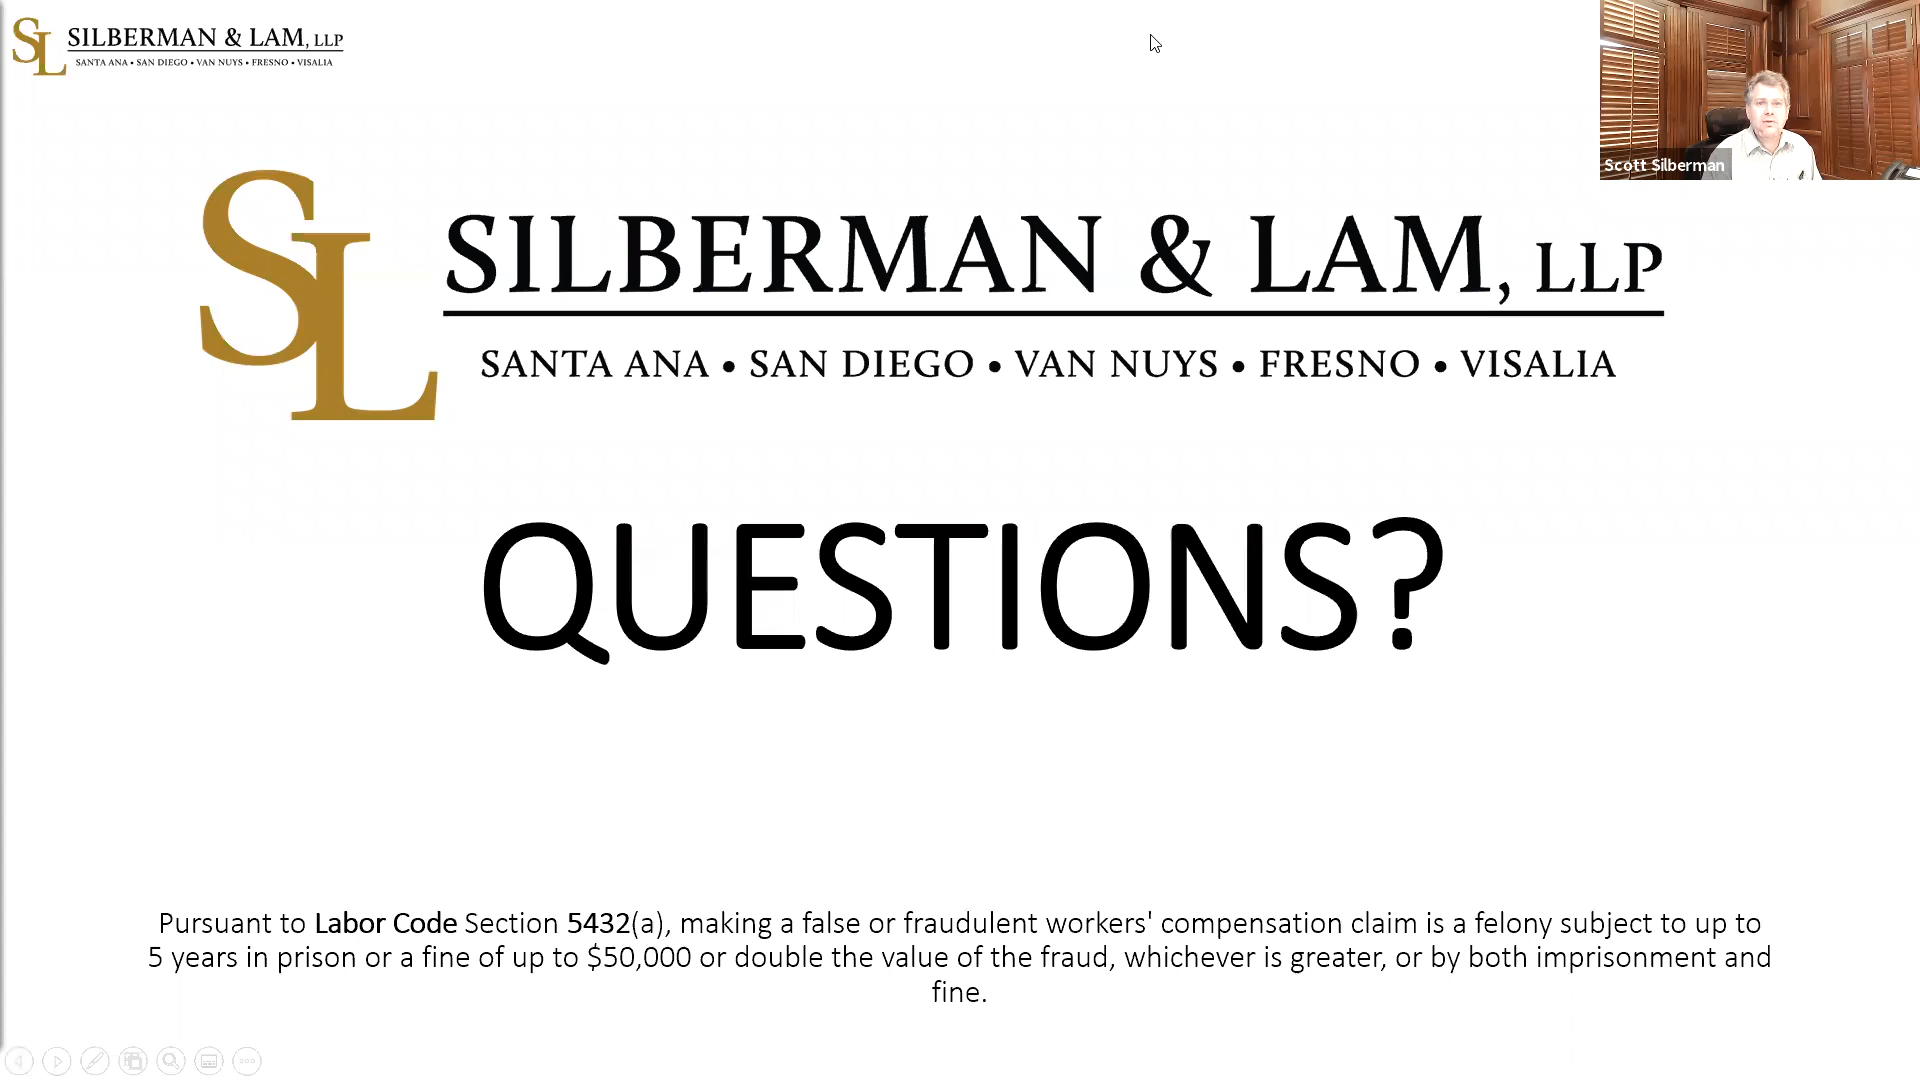 SL SILBERMAN & LAM, LLP
SANTA ANA • SAN DIEGO • VAN NUYS • FRESNO • VISALIA
Scott Silberman
SL SILBERMAN & LAM, LLP
SANTA ANA • SAN DIEGO • VAN NUYS • FRESNO • VISALIA
QUESTIONS?
Pursuant to Labor Code Section 5432(a), making a false or fraudulent workers' compensation claim is a felony subject to up to
5 years in prison or a fine of up to $50,000 or double the value of the fraud, whichever is greater, or by both imprisonment and
fine.